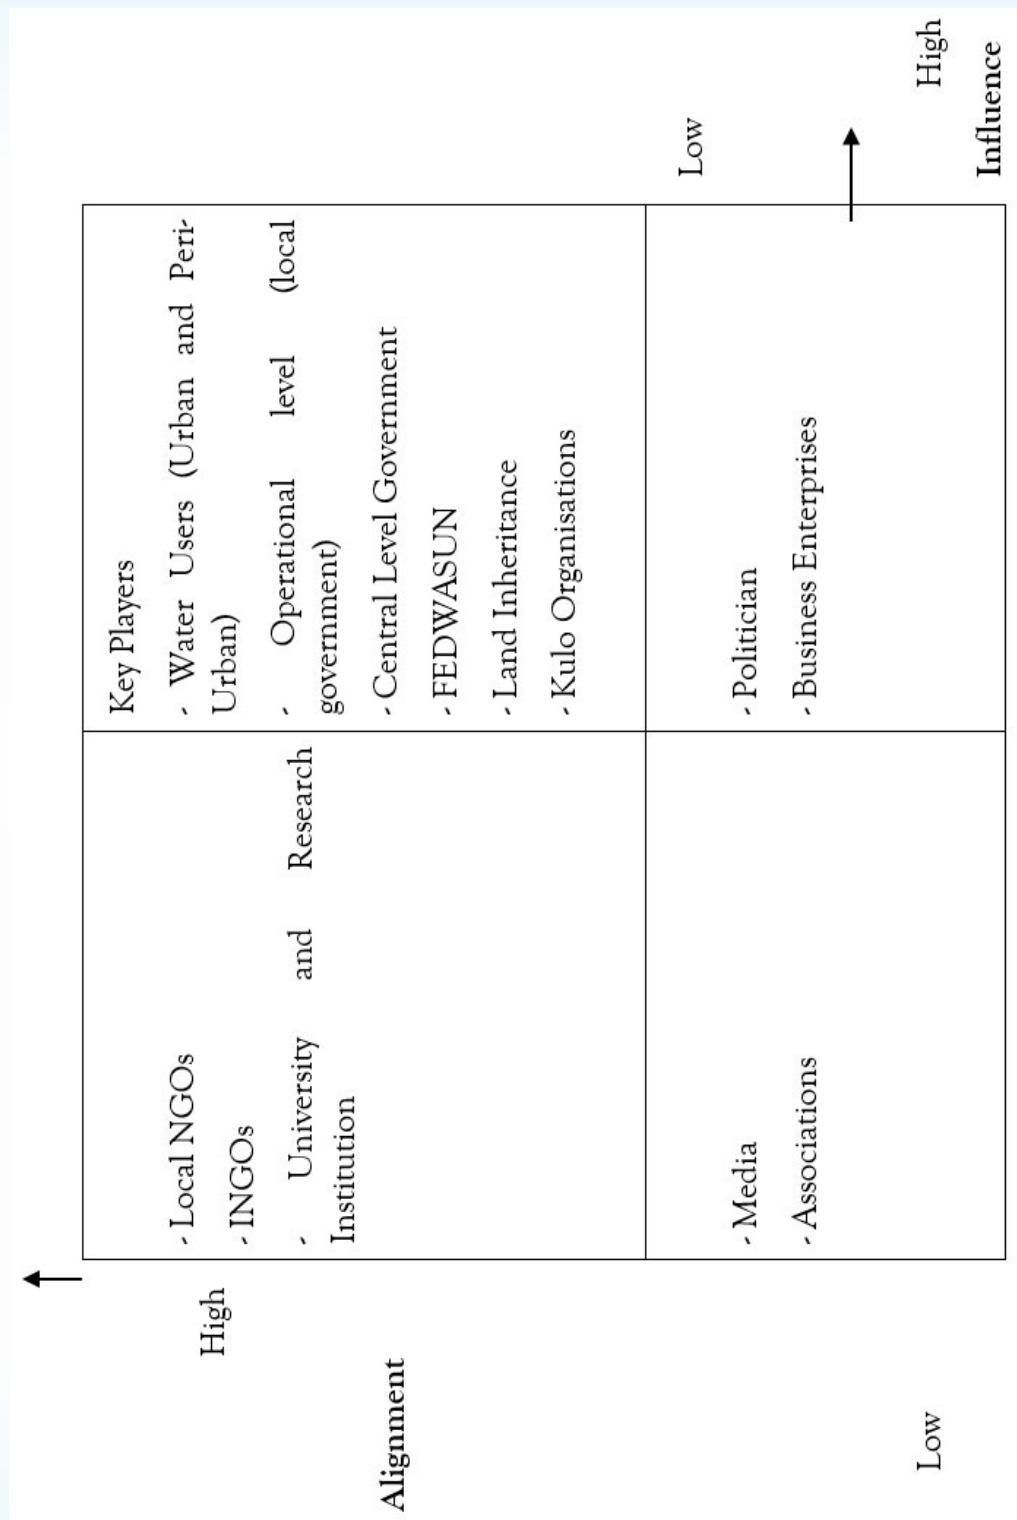 High
Alignment
Low
- Local NGOs
- INGOs
- University and Research
Institution
Key Players
- Water Users (Urban and Peri-
Urban)
- Operational level (local
government)
- Central Level Government
- FEDWASUN
- Land Inheritance
- Kulo Organisations
- Media
- Associations
- Politician
- Business Enterprises
Low
High
Influence